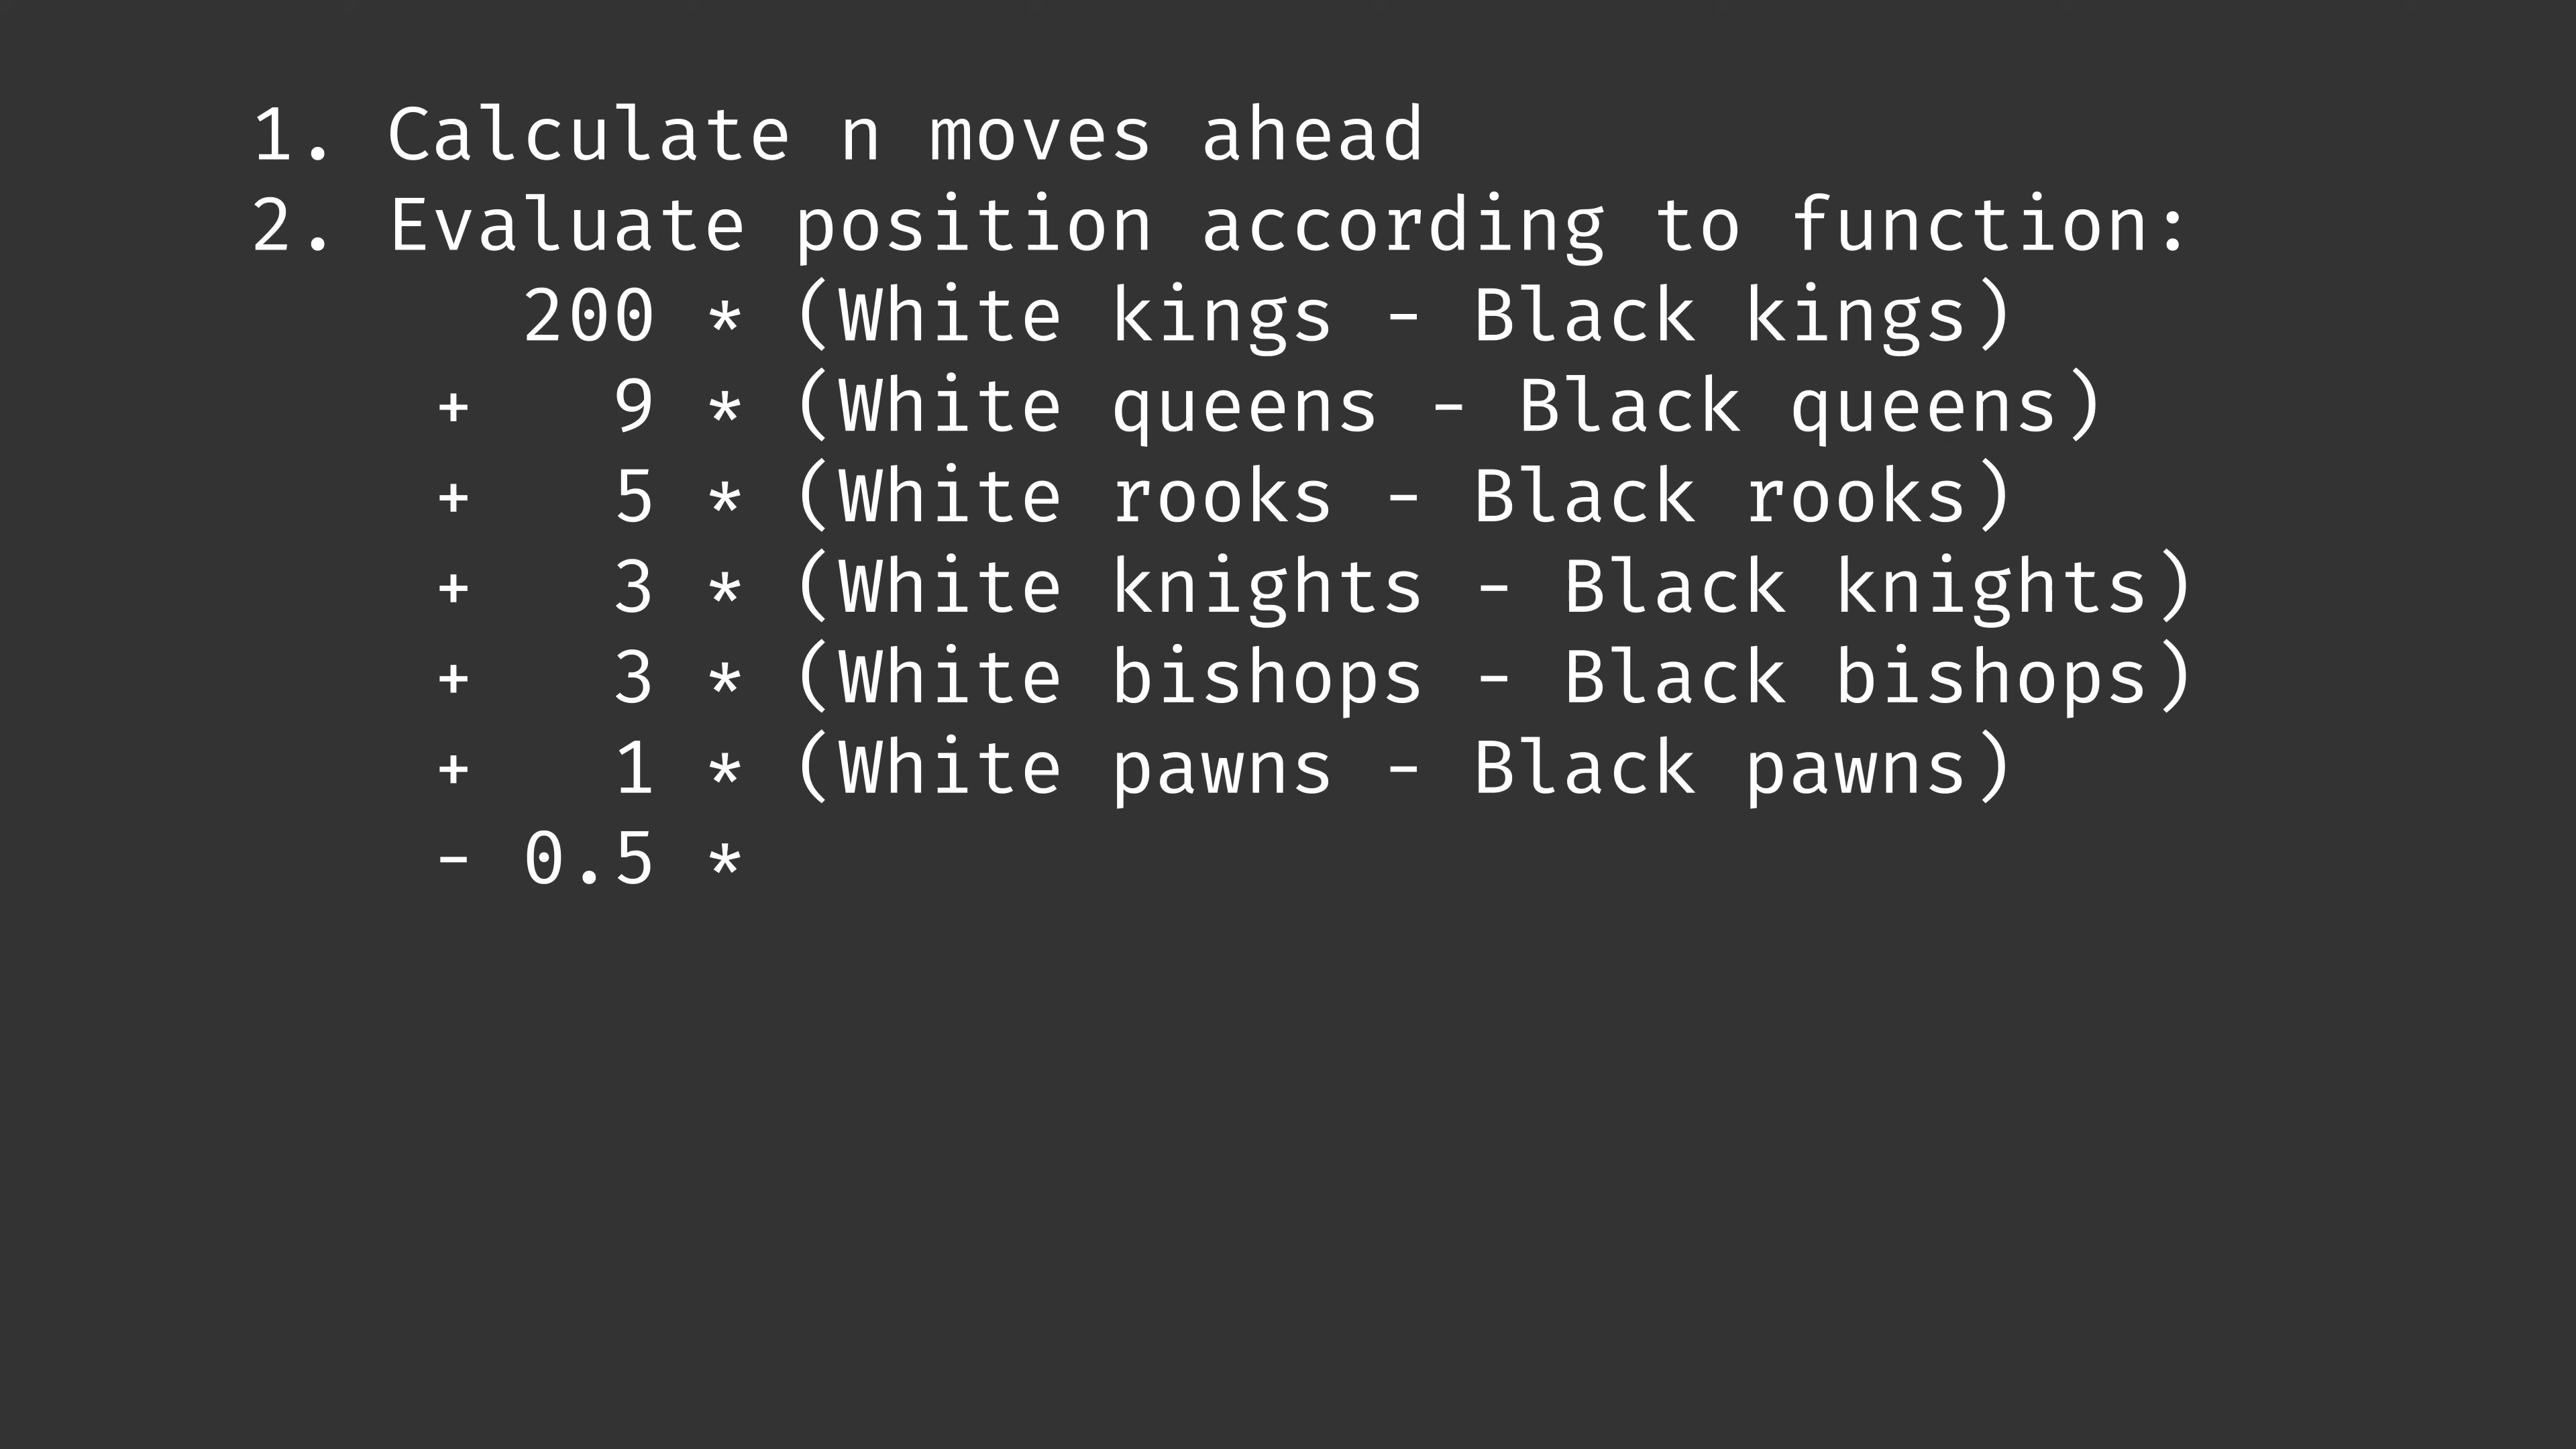 1. Calculate n moves ahead
2. Evaluate position according to function:
200 * (White kings - Black kings)
+ 9 * (White queens - Black queens)
+ 5 * (White rooks - Black rooks)
+ 3 * (White knights - Black knights)
+ 3 * (White bishops - Black bishops)
+ 1 * (White pawns - Black pawns)
- 0.5 *